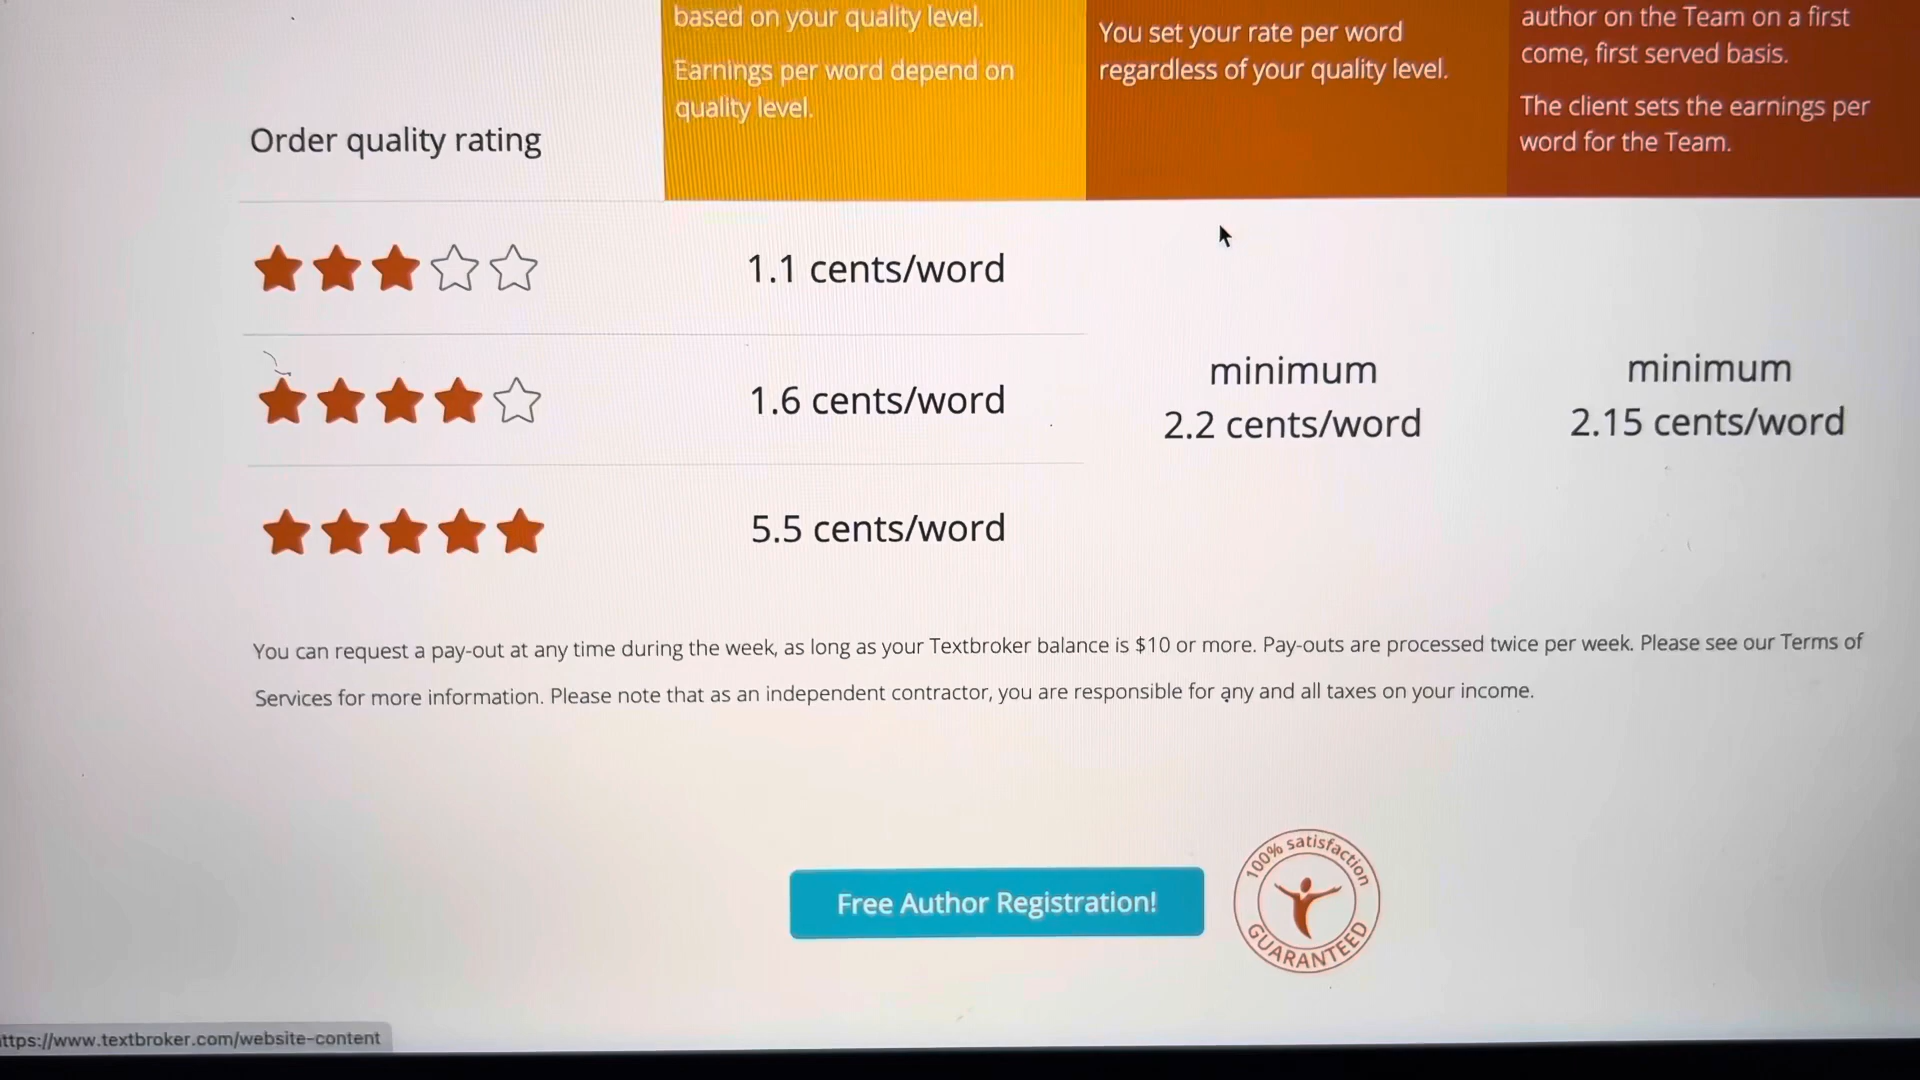 based on your quality level.
Earnings per word depend on
quality level.
You set your rate per word
regardless of your quality level.
author on the Team on a first
come, first served basis.
The client sets the earnings per
word for the Team.
Order quality rating
1.1 cents/word
1.6 cents/word
5.5 cents/word
minimum
2.2 cents/word
minimum
2.15 cents/word
You can request a pay-out at any time during the week, as long as your Textbroker balance is $10 or more. Pay-outs are processed twice per week. Please see our Terms of
Services for more information. Please note that as an independent contractor, you are responsible for any and all taxes on your income.
Free Author Registration!
100% satisfaction
GUARANTEED
ttps://www.textbroker.com/website-content